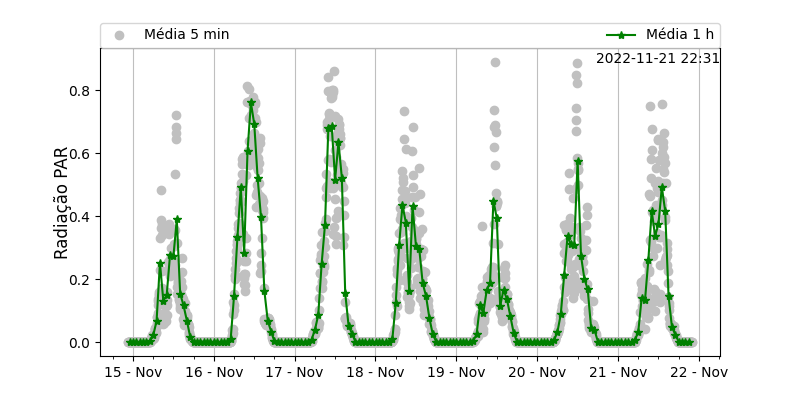 Média 5 min
Média 1 h
2022-11-21 22:31
Radiação PAR
0.8
0.6
0.4
0.2
0.0
15 - Nov
16 - Nov
17 - Nov
18 - Nov
19 - Nov
20 - Nov
21 - Nov
22 - Nov